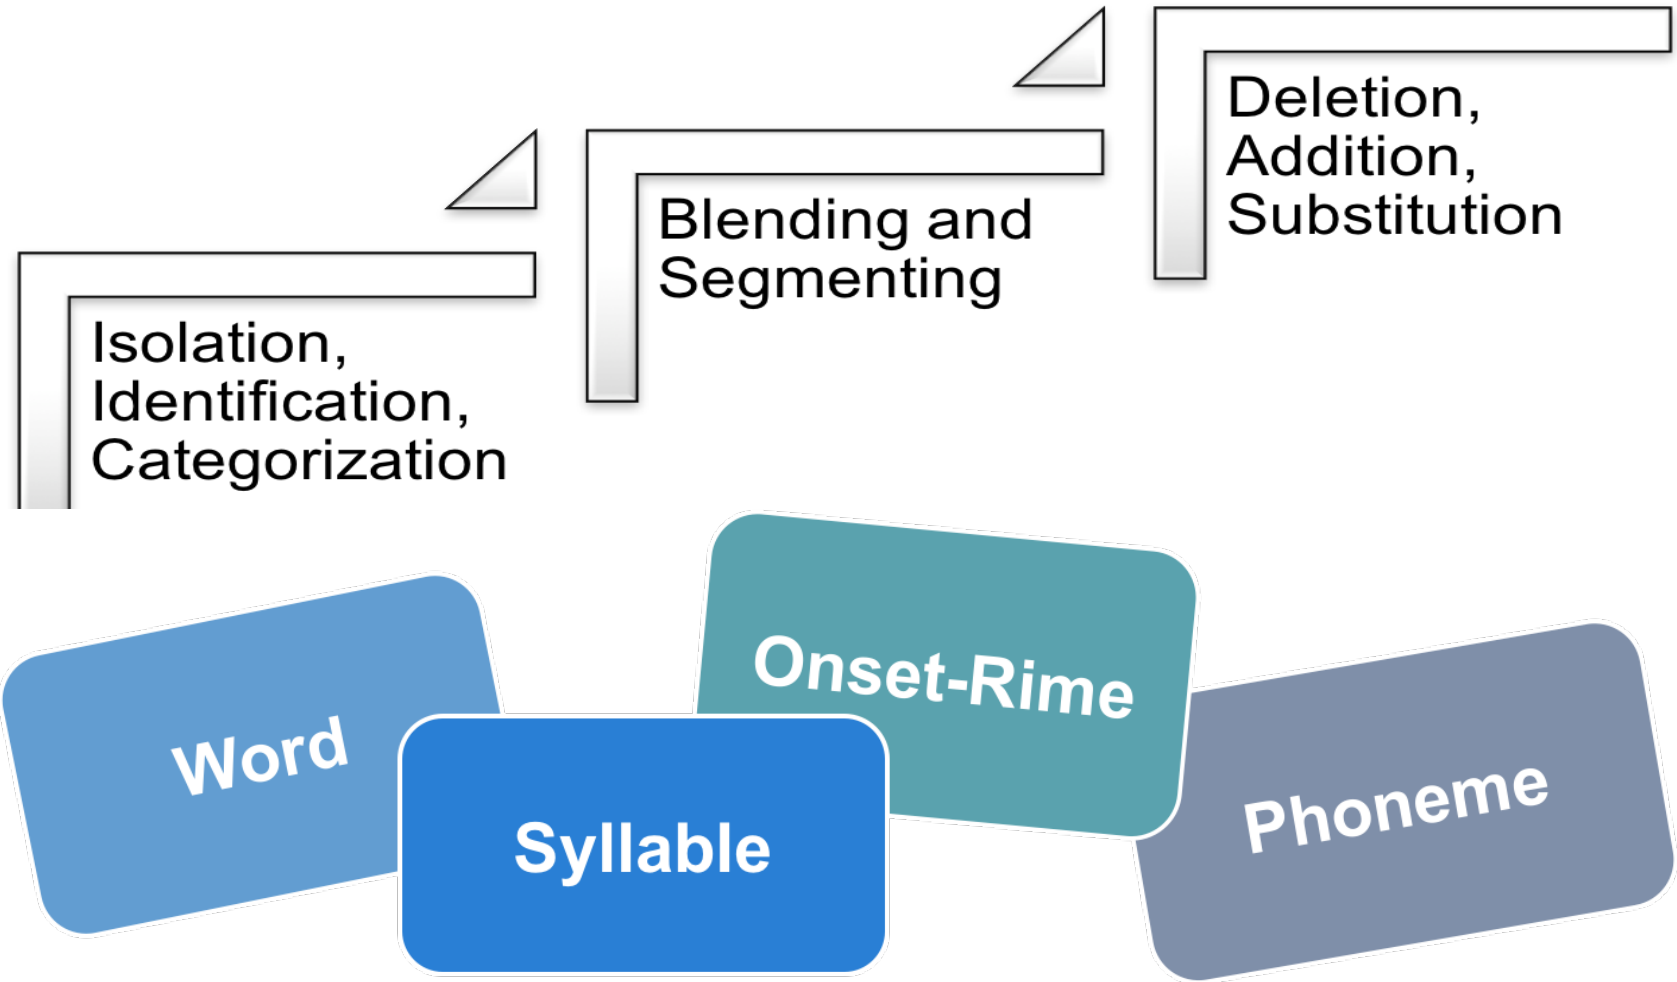 Isolation,
Identification,
Categorization
Blending and
Segmenting
Deletion,
Addition,
Substitution
Word
Syllable
Onset-Rime
Phoneme